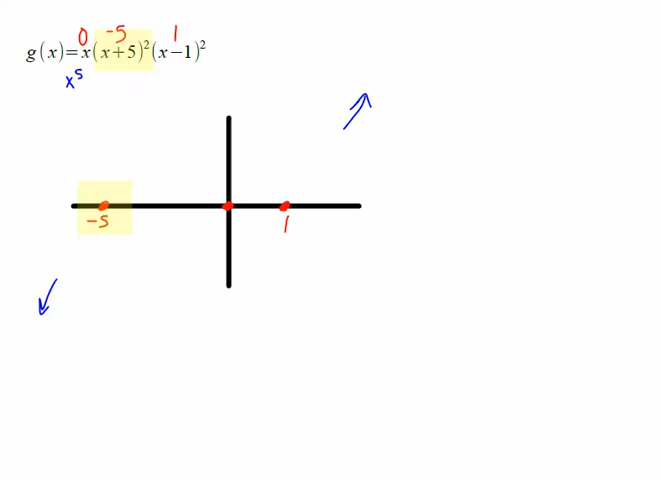 0 -5 1
g(x)=x(x+5)²(x−1)²
x⁵
-5 1